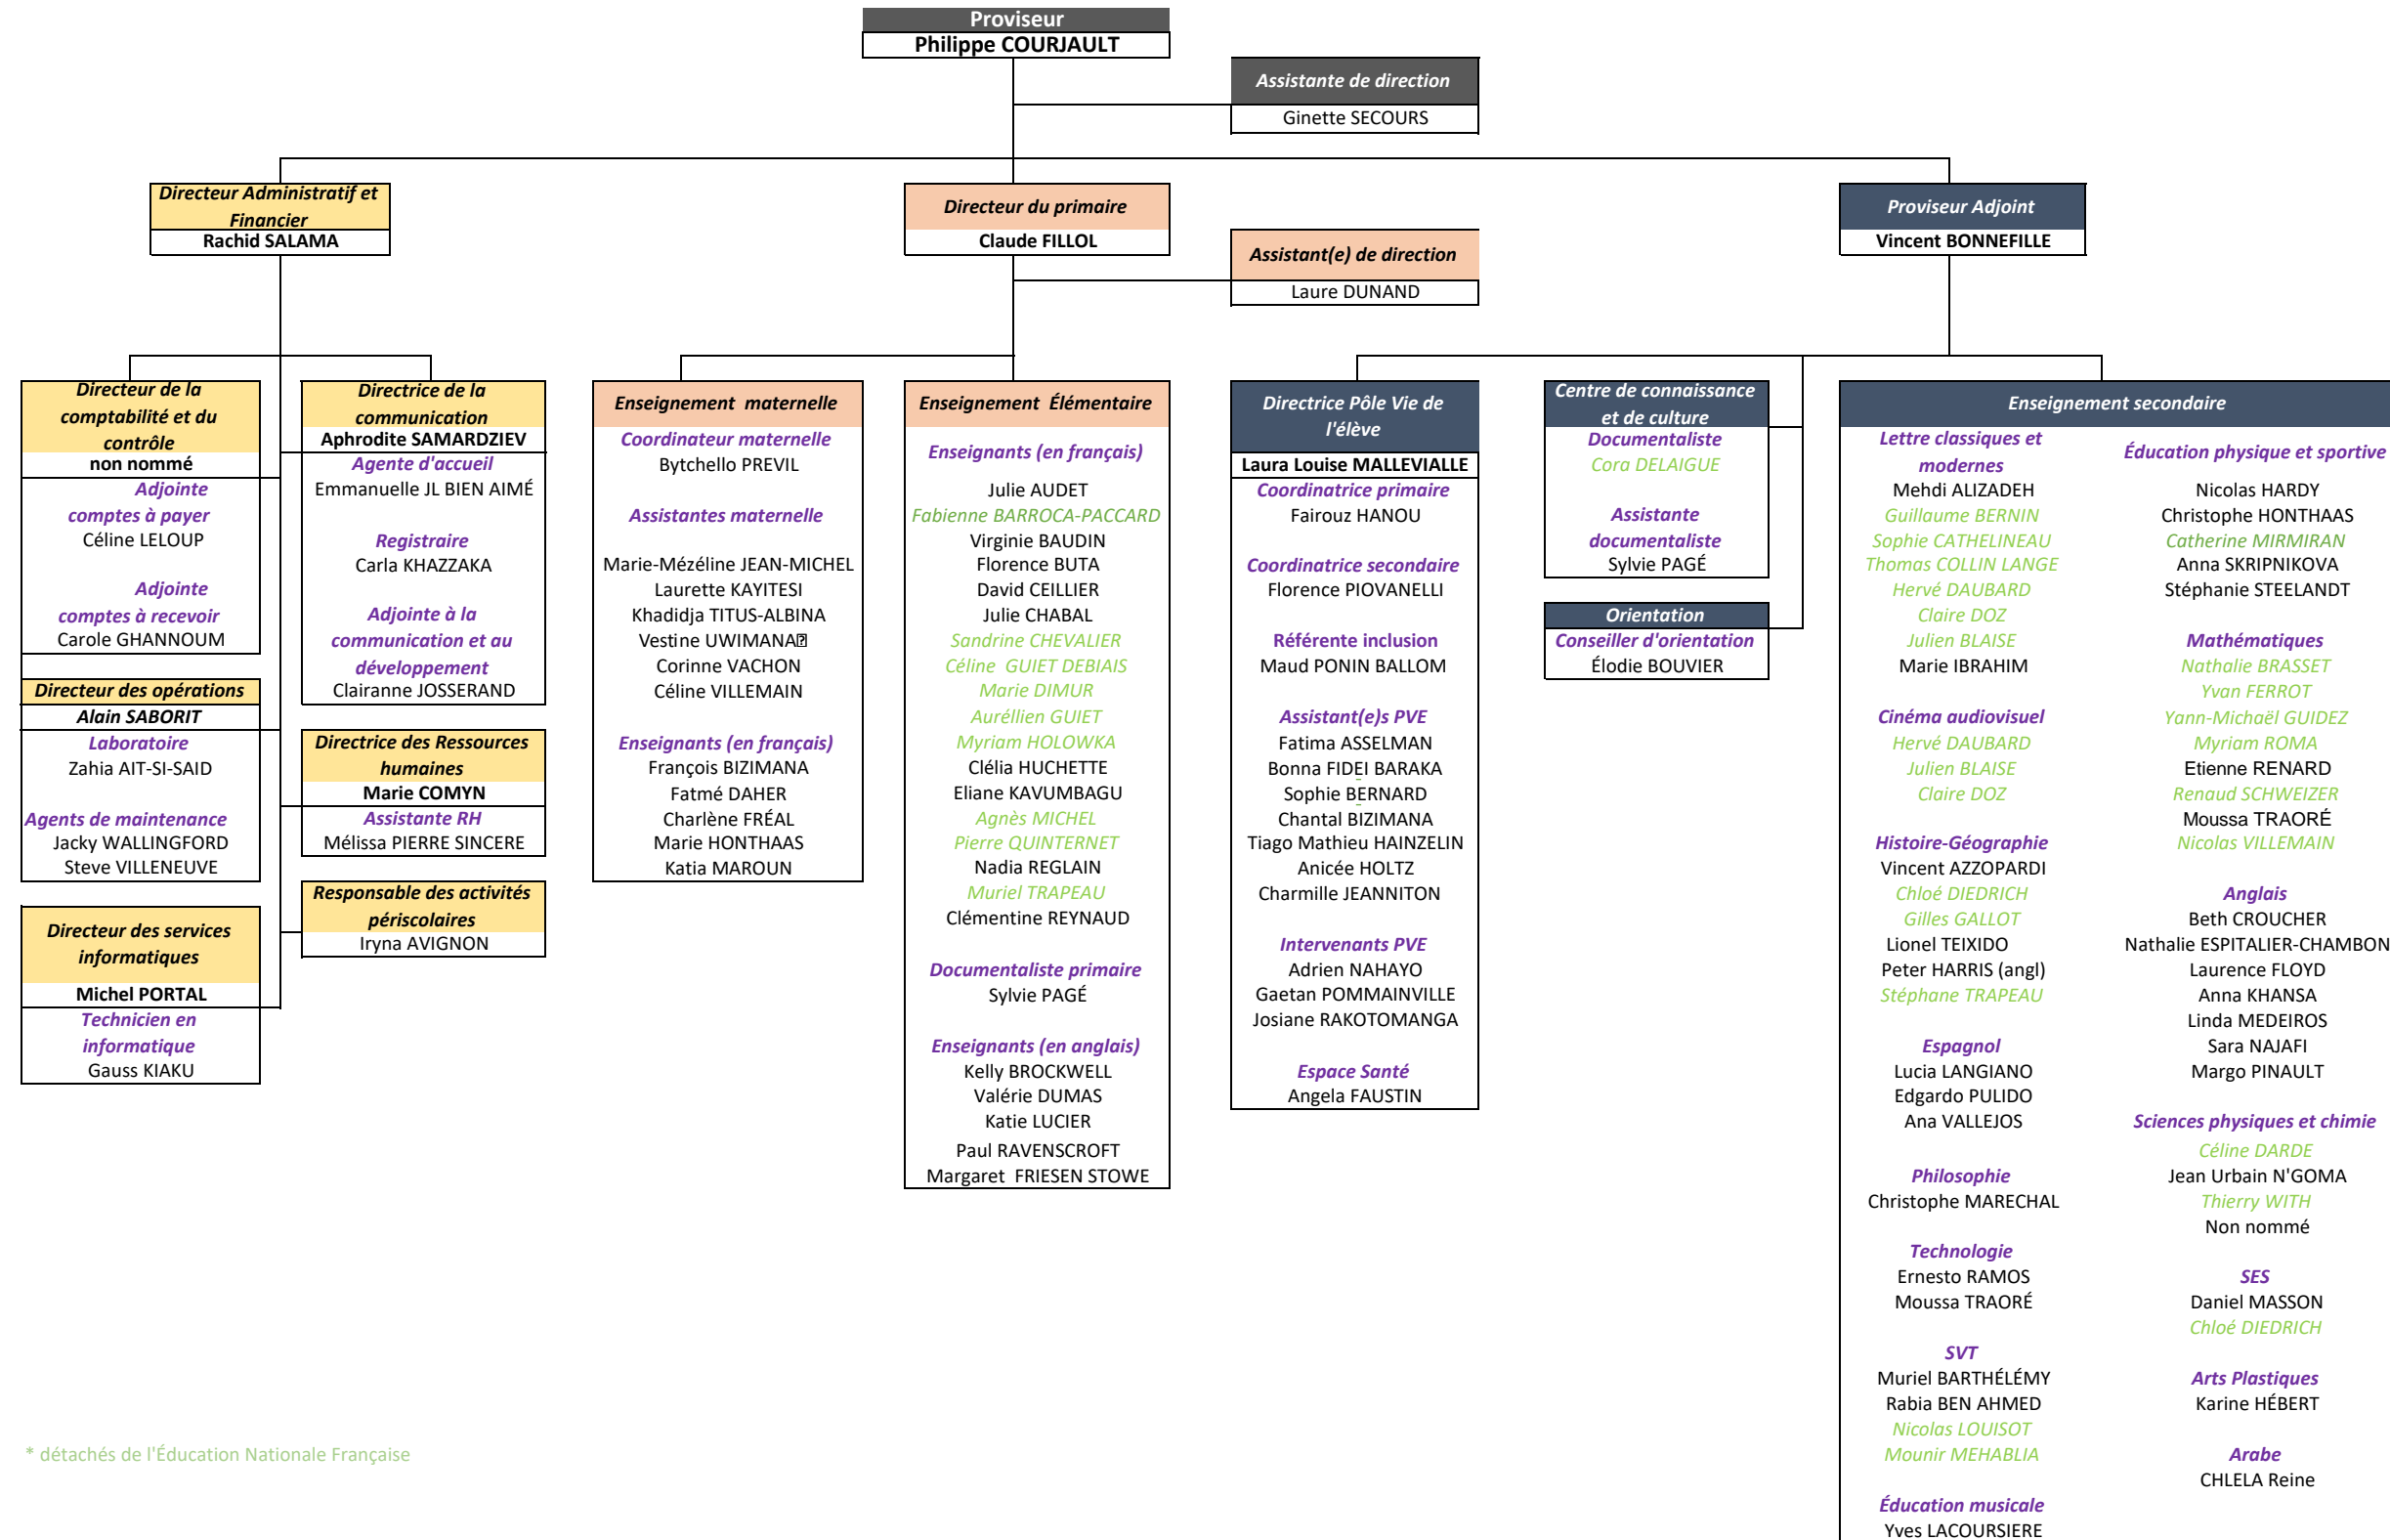 Proviseur
Philippe COURJAULT
Assistante de direction
Ginette SECOURS
Directeur Administratif et
Financier
Rachid SALAMA
Directeur du primaire
Claude FILLOL
Assistant(e) de direction
Laure DUNAND
Proviseur Adjoint
Vincent BONNEFILLE
Directeur de la
comptabilité et du
contrôle
non nommé
Adjointe
comptes à payer
Céline LELOUP
Adjointe
comptes à recevoir
Carole GHANNOUM
Directeur des opérations
Alain SABORIT
Laboratoire
Zahia AIT-SI-SAID
Agents de maintenance
Jacky WALLINGFORD
Steve VILLENEUVE
Directeur des services
informatiques
Michel PORTAL
Technicien en
informatique
Gauss KIAKU
Directrice de la
communication
Aphrodite SAMARDZIEV
Agente d'accueil
Emmanuelle JL BIEN AIMÉ
Registraire
Carla KHAZZAKA
Adjointe à la
communication et au
développement
Clairanne JOSSERAND
Directrice des Ressources
humaines
Marie COMYN
Assistante RH
Mélissa PIERRE SINCERE
Responsable des activités
périscolaires
Iryna AVIGNON
Enseignement maternelle
Coordinateur maternelle
Bytchello PREVIL
Assistantes maternelle
Marie-Mézéline JEAN-MICHEL
Laurette KAYITESI
Khadidja TITUS-ALBINA
Vestine UWIMANA
Corinne VACHON
Céline VILLEMAIN
Enseignants (en français)
François BIZIMANA
Fatmé DAHER
Charlène FRÉAL
Marie HONTHAAS
Katia MAROUN
Enseignement Élémentaire
Enseignants (en français)
Julie AUDET
Fabienne BARROCA-PACCARD
Virginie BAUDIN
Florence BUTA
David CEILLIER
Julie CHABAL
Sandrine CHEVALIER
Céline GUIET DEBIAIS
Marie DIMUR
Auréllien GUIET
Myriam HOLOWKA
Clélia HUCHETTE
Eliane KAVUMBAGU
Agnès MICHEL
Pierre QUINTERNET
Nadia REGLAIN
Muriel TRAPEAU
Clémentine REYNAUD
Documentaliste primaire
Sylvie PAGÉ
Enseignants (en anglais)
Kelly BROCKWELL
Valérie DUMAS
Katie LUCIER
Paul RAVENSCROFT
Margaret FRIESEN STOWE
Directrice Pôle Vie de
l'élève
Laura Louise MALLEVIALLE
Coordinatrice primaire
Fairouz HANOU
Coordinatrice secondaire
Florence PIOVANELLI
Référente inclusion
Maud PONIN BALLOM
Assistant(e)s PVE
Fatima ASSELMAN
Bonna FIDEI BARAKA
Sophie BERNARD
Chantal BIZIMANA
Tiago Mathieu HAINZELIN
Anicée HOLTZ
Charmille JEANNITON
Intervenants PVE
Adrien NAHAYO
Gaetan POMMAINVILLE
Josiane RAKOTOMANGA
Espace Santé
Angela FAUSTIN
Centre de connaissance
et de culture
Documentaliste
Cora DELAIGUE
Assistante
documentaliste
Sylvie PAGÉ
Orientation
Conseiller d'orientation
Élodie BOUVIER
Enseignement secondaire
Lettre classiques et
modernes
Mehdi ALIZADEH
Guillaume BERNIN
Sophie CATHELINEAU
Thomas COLLIN LANGE
Hervé DAUBARD
Claire DOZ
Julien BLAISE
Marie IBRAHIM
Cinéma audiovisuel
Hervé DAUBARD
Julien BLAISE
Claire DOZ
Histoire-Géographie
Vincent AZZOPARDI
Chloé DIEDRICH
Gilles GALLOT
Lionel TEIXIDO
Peter HARRIS (angl)
Stéphane TRAPEAU
Espagnol
Lucia LANGIANO
Edgardo PULIDO
Ana VALLEJOS
Philosophie
Christophe MARECHAL
Technologie
Ernesto RAMOS
Moussa TRAORÉ
SVT
Muriel BARTHÉLÉMY
Rabia BEN AHMED
Nicolas LOUISOT
Mounir MEHABLIA
Éducation musicale
Yves LACOURSIERE
Éducation physique et sportive
Nicolas HARDY
Christophe HONTHAAS
Catherine MIRMIRAN
Anna SKRIPNIKOVA
Stéphanie STEELANDT
Mathématiques
Nathalie BRASSET
Yvan FERROT
Yann-Michaël GUIDEZ
Myriam ROMA
Etienne RENARD
Renaud SCHWEIZER
Moussa TRAORÉ
Nicolas VILLEMAIN
Anglais
Beth CROUCHER
Nathalie ESPITALIER-CHAMBON
Laurence FLOYD
Anna KHANSA
Linda MEDEIROS
Sara NAJAFI
Margo PINAULT
Sciences physiques et chimie
Céline DARDE
Jean Urbain N'GOMA
Thierry WITH
Non nommé
SES
Daniel MASSON
Chloé DIEDRICH
Arts Plastiques
Karine HÉBERT
Arabe
CHLELA Reine
* détachés de l'Éducation Nationale Française